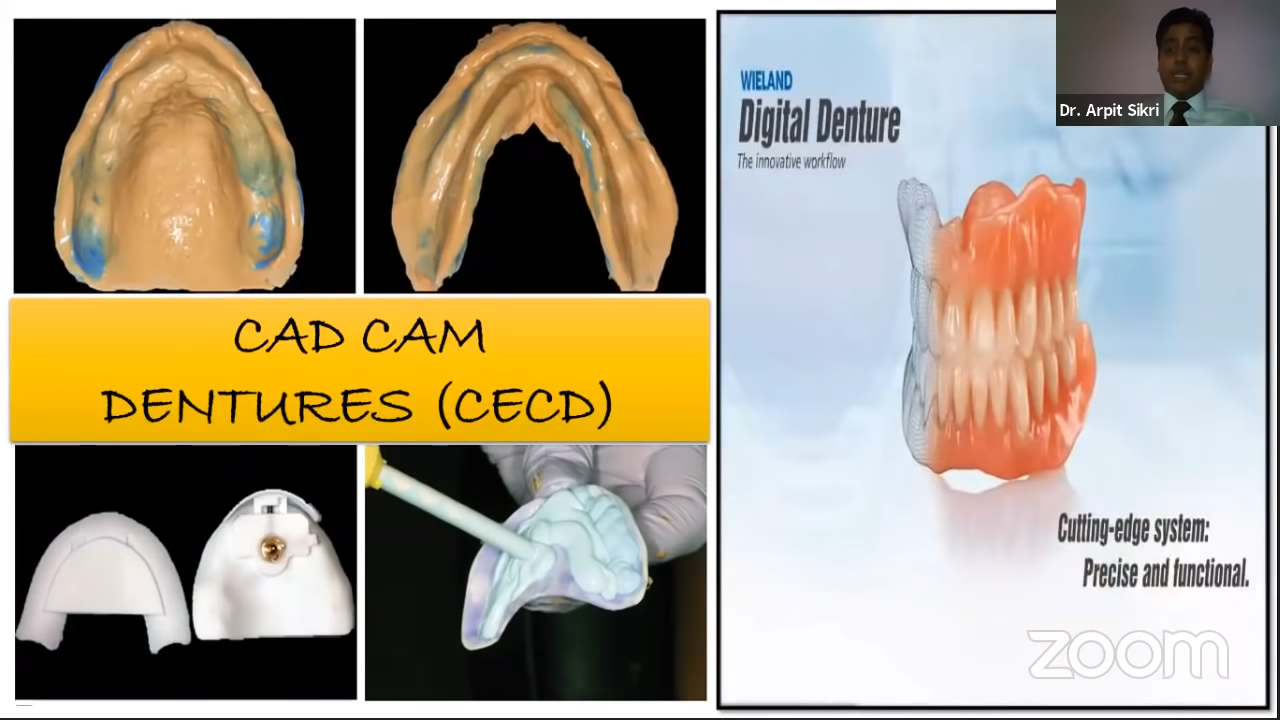 CAD CAM
DENTURES (CECD)
WIELAND
Digital Denture
The innovative workflow
Dr. Arpit Sikri
Cutting-edge system:
Precise and functional.
zoom